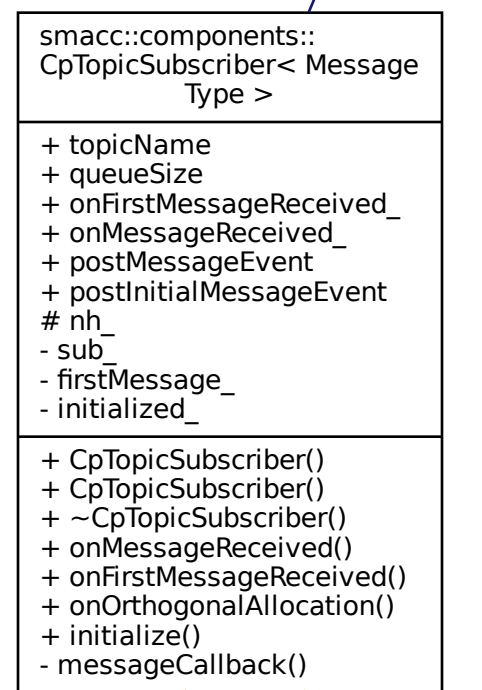 smacc::components::
CpTopicSubscriber< Message
Type >
+ topicName
+ queueSize
+ onFirstMessageReceived_
+ onMessageReceived_
+ postMessageEvent
+ postInitialMessageEvent
# nh_
- sub_
- firstMessage_
- initialized_
+ CpTopicSubscriber()
+ CpTopicSubscriber()
+ ~CpTopicSubscriber()
+ onMessageReceived()
+ onFirstMessageReceived()
+ onOrthogonalAllocation()
+ initialize()
- messageCallback()